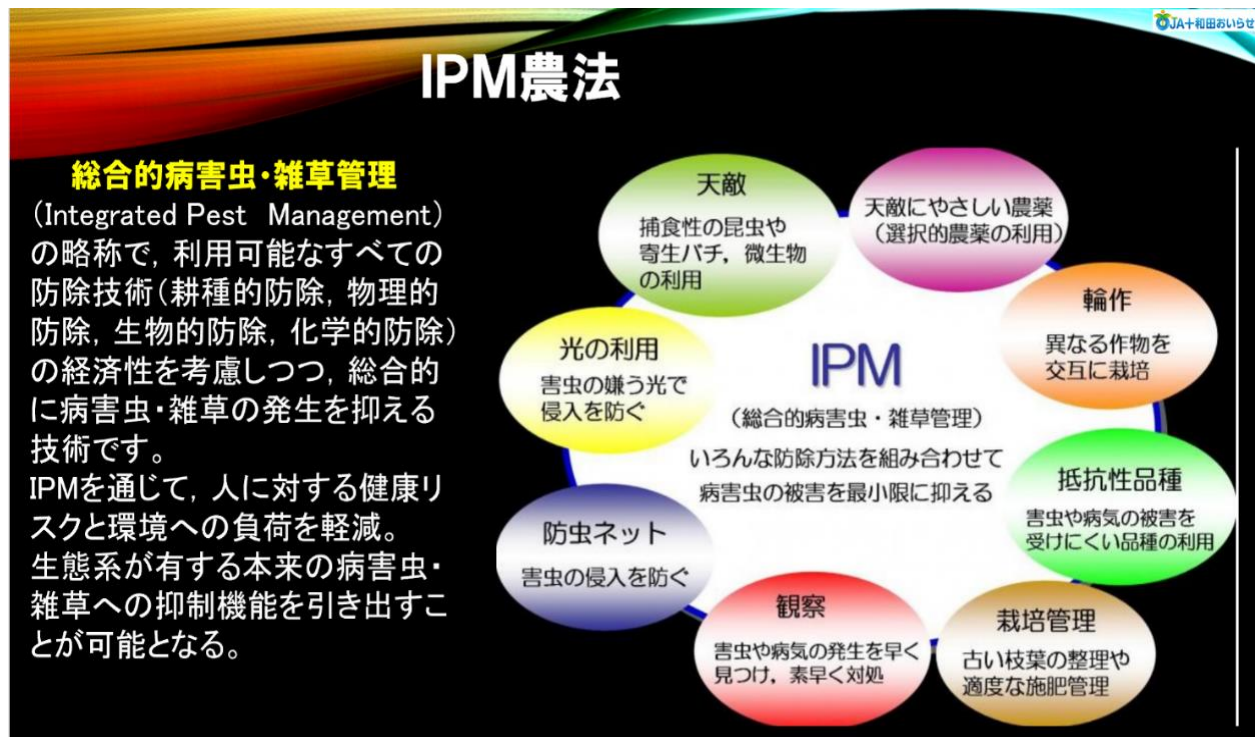 JA十和田おいらせ
IPM農法
総合的病害虫・雑草管理
（Integrated Pest Management）
の略称で，利用可能なすべての
防除技術（耕種的防除，物理的
防除，生物的防除，化学的防除）
の経済性を考慮しつつ，総合的
に病害虫・雑草の発生を抑える
技術です。
IPMを通じて，人に対する健康リ
スクと環境への負荷を軽減。
生態系が有する本来の病害虫・
雑草への抑制機能を引き出すこ
とが可能となる。
天敵
捕食性の昆虫や
寄生バチ，微生物
の利用
天敵にやさしい農薬
（選択的農薬の利用）
輪作
異なる作物を
交互に栽培
抵抗性品種
害虫や病気の被害を
受けにくい品種の利用
栽培管理
古い枝葉の整理や
適度な施肥管理
観察
害虫や病気の発生を早く
見つけ，素早く対処
防虫ネット
害虫の侵入を防ぐ
光の利用
害虫の嫌う光で
侵入を防ぐ
IPM
（総合的病害虫・雑草管理）
いろんな防除方法を組み合わせて
病害虫の被害を最小限に抑える